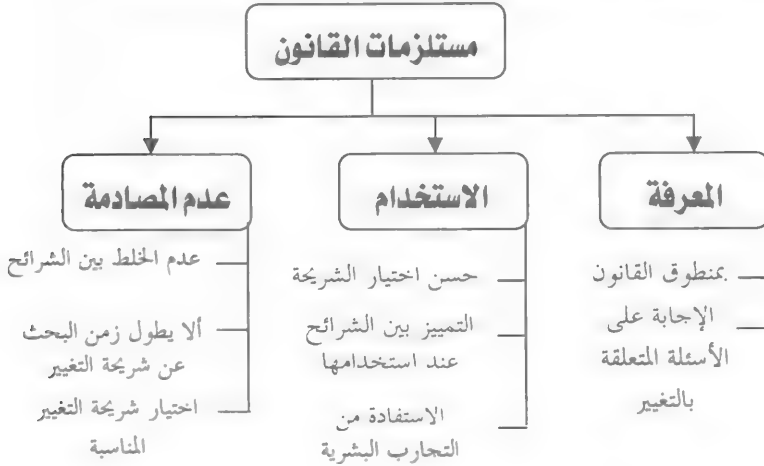 مستلزمات القانون
المعرفة
بمنطوق القانون
الإجابة على
الأسئلة المتعلقة
بالتغيير
الاستخدام
حسن اختيار الشريحة
التمييز بين الشرائح
عند استخدامها
الاستفادة من
التجارب البشرية
عدم المصادمة
عدم الخلط بين الشرائح
ألا يطول زمن البحث
عن شريحة التغيير
اختيار شريحة التغيير
المناسبة